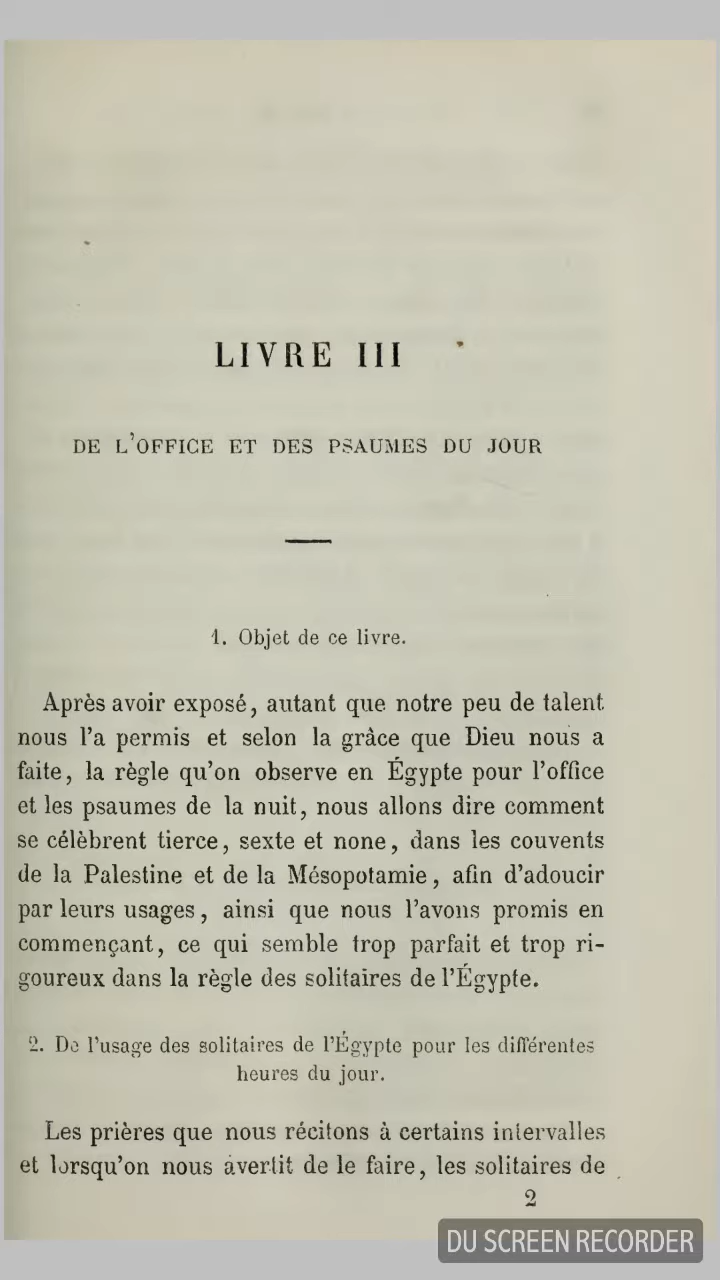 LIVRE III
DE L'OFFICE ET DES PSAUMES DU JOUR
1. Objet de ce livre.
Après avoir exposé, autant que notre peu de talent
nous l'a permis et selon la grâce que Dieu nous a
faite, la règle qu'on observe en Égypte pour l'office
et les psaumes de la nuit, nous allons dire comment
se célèbrent tierce, sexte et none, dans les couvents
de la Palestine et de la Mésopotamie, afin d'adoucir
par leurs usages, ainsi que nous l'avons promis en
commençant, ce qui semble trop parfait et trop ri-
goureux dans la règle des solitaires de l'Égypte.
2. De l'usage des solitaires de l'Égypte pour les différentes
heures du jour.
Les prières que nous récitons à certains intervalles
et lorsqu'on nous avertit de le faire, les solitaires de
2
DU SCREEN RECORDER